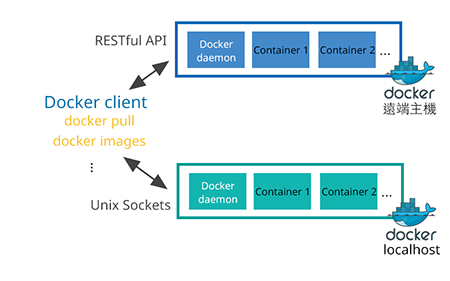 RESTful API
Docker
daemon
Container 1
Container 2
...
docker
遠端主機
Docker client
docker pull
docker images
...
Unix Sockets
Docker
daemon
Container 1
Container 2
...
docker
localhost